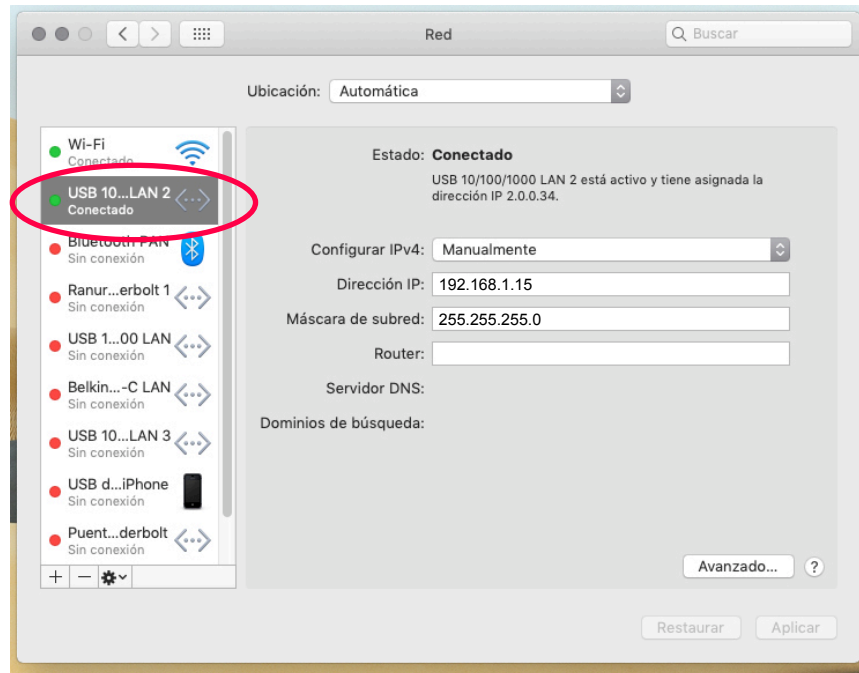 Red
Buscar
Ubicación: Automática
Wi-Fi
Conectado
USB 10...LAN 2
Conectado
Bluetooth PAN
Sin conexión
Ranur...erbolt 1
Sin conexión
USB 1...00 LAN
Sin conexión
Belkin...-C LAN
Sin conexión
USB 10...LAN 3
Sin conexión
USB d...iPhone
Sin conexión
Puent...derbolt
Sin conexión
Estado: Conectado
USB 10/100/1000 LAN 2 está activo y tiene asignada la
dirección IP 2.0.0.34.
Configurar IPv4: Manualmente
Dirección IP: 192.168.1.15
Máscara de subred: 255.255.255.0
Router:
Servidor DNS:
Dominios de búsqueda:
Avanzado... ?
Restaurar Aplicar